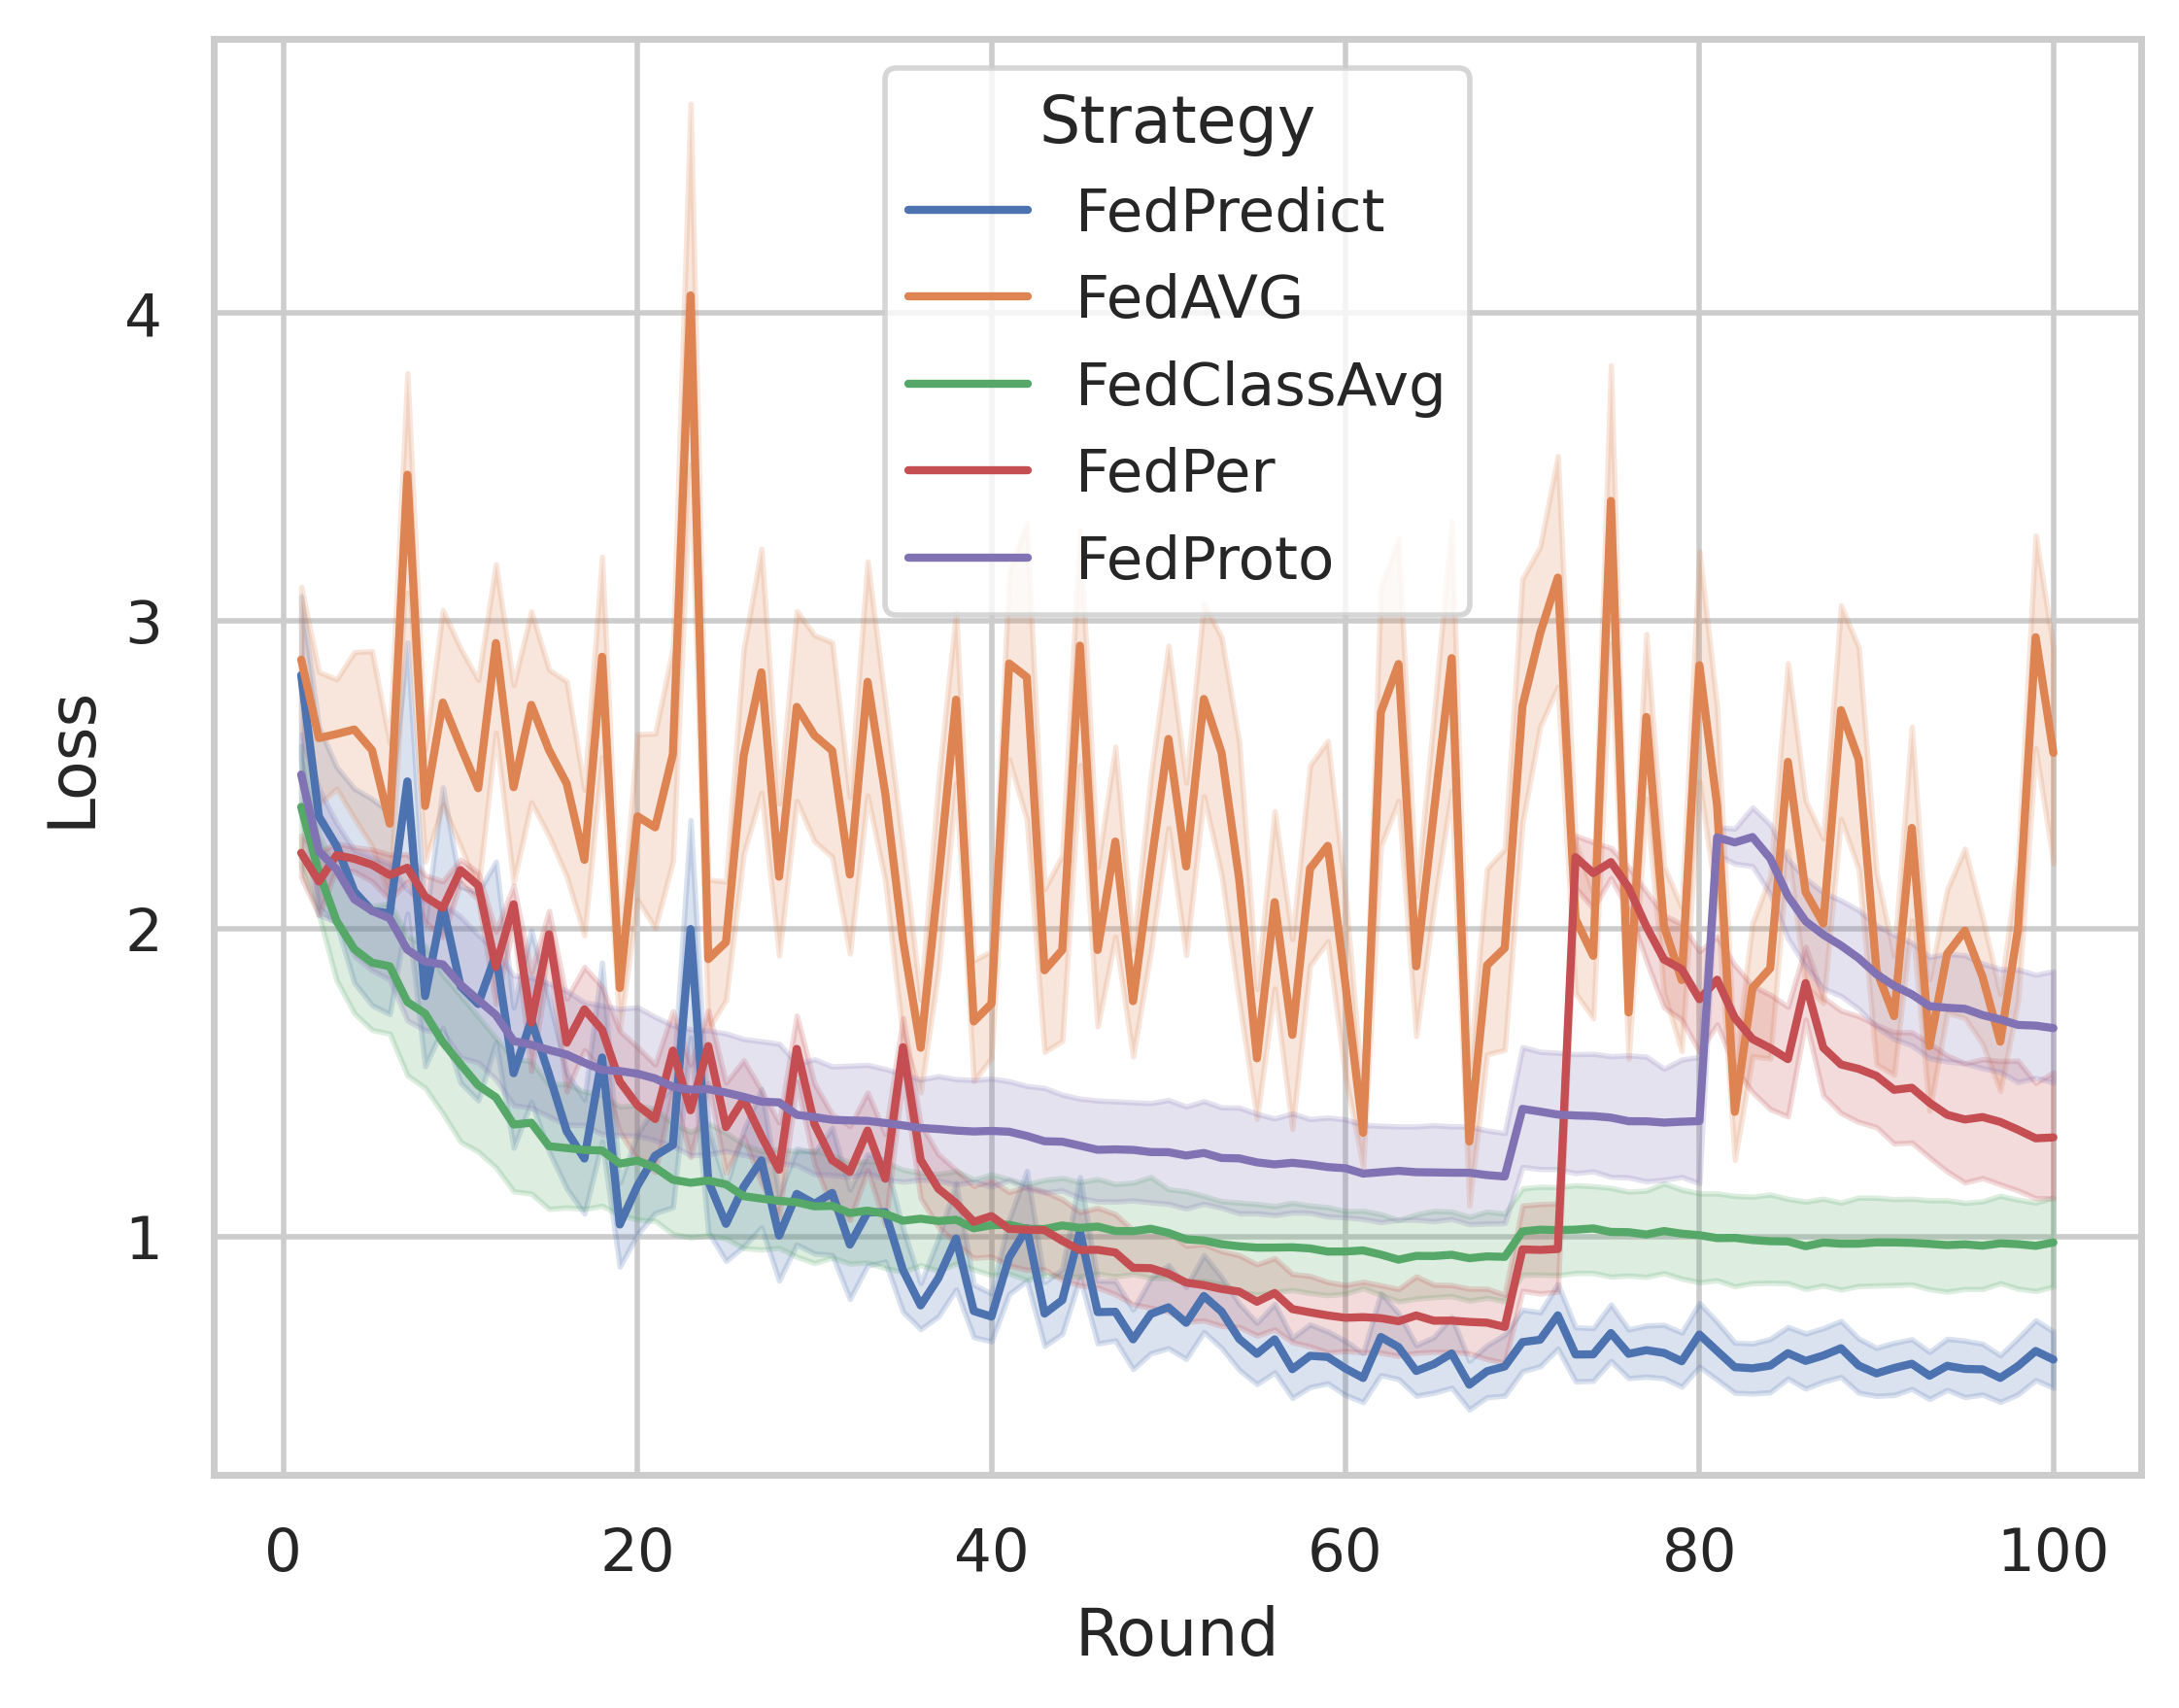 Strategy
FedPredict
FedAVG
FedClassAvg
FedPer
FedProto
Loss
4
3
2
1
0 20 40 60 80 100
Round